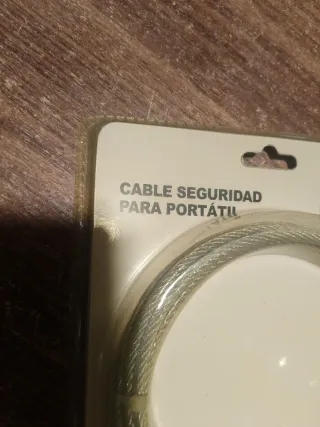 CABLE SEGURIDAD
PARA PORTÁTIL